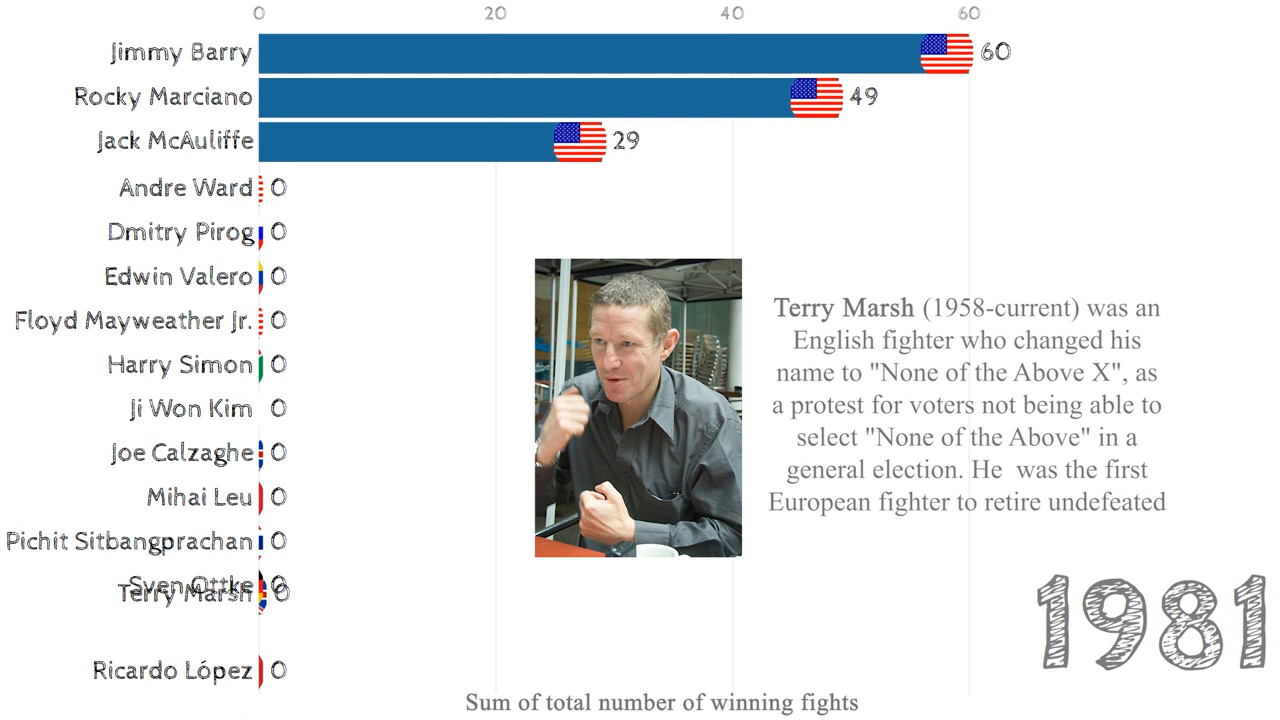 0 20 40 60
Jimmy Barry 60
Rocky Marciano 49
Jack McAuliffe 29
Andre Ward 0
Dmitry Pirog 0
Edwin Valero 0
Floyd Mayweather Jr. 0
Harry Simon 0
Ji Won Kim 0
Joe Calzaghe 0
Mihai Leu 0
Pichit Sitbangprachan 0
Sven Ottke 0
Terry Marsh 0
Ricardo López 0
Terry Marsh (1958-current) was an
English fighter who changed his
name to "None of the Above X", as
a protest for voters not being able to
select "None of the Above" in a
general election. He was the first
European fighter to retire undefeated
1981
Sum of total number of winning fights